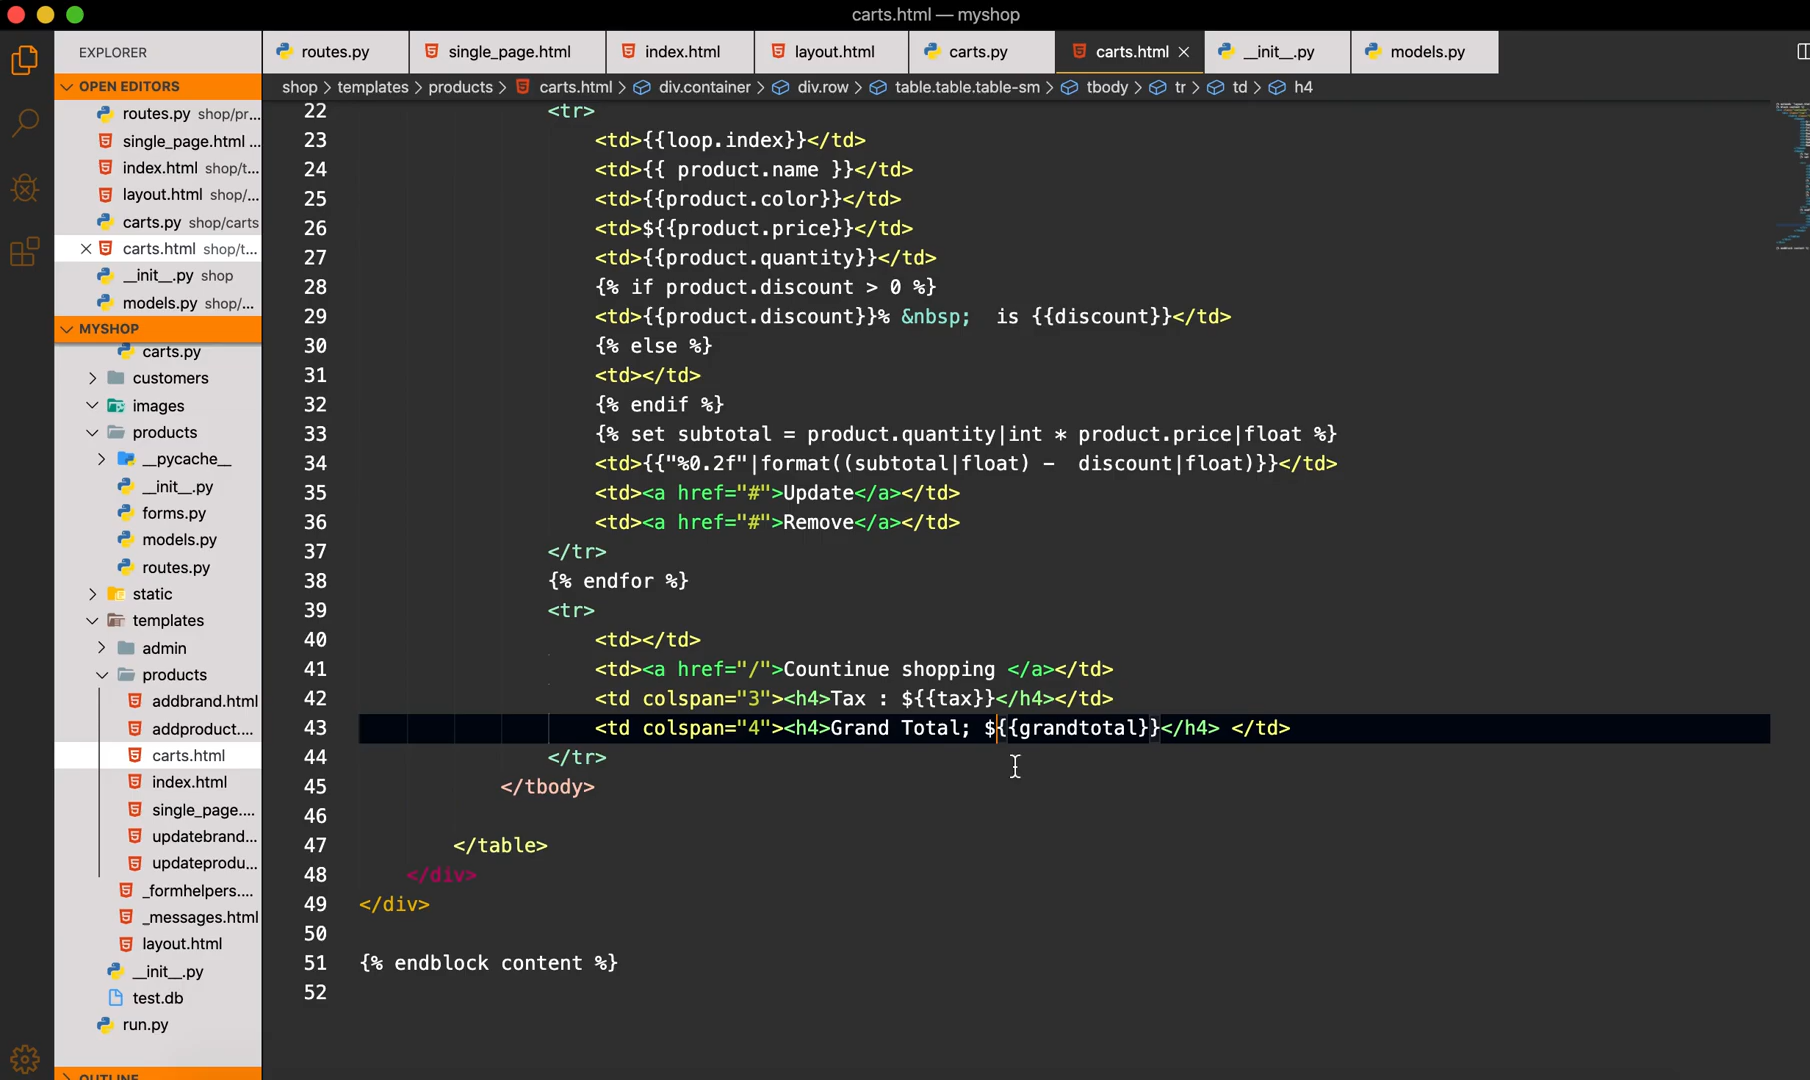 carts.html — myshop
EXPLORER
routes.py
single_page.html
index.html
layout.html
carts.py
carts.html
__init__.py
models.py
OPEN EDITORS
routes.py shop/pr...
single_page.html ...
index.html shop/t...
layout.html shop/...
carts.py shop/carts
carts.html shop/t...
__init__.py shop
models.py shop/...
MYSHOP
carts.py
customers
images
products
__pycache__
__init__.py
forms.py
models.py
routes.py
static
templates
admin
products
addbrand.html
addproduct....
carts.html
index.html
single_page....
updatebrand...
updateprodu...
_formhelpers....
_messages.html
layout.html
__init__.py
test.db
run.py
OUTLINE
shop > templates > products > carts.html > div.container > div.row > table.table.table-sm > tbody > tr > td > h4
22 <tr>
23 <td>{{loop.index}}</td>
24 <td>{{ product.name }}</td>
25 <td>{{product.color}}</td>
26 <td>${{product.price}}</td>
27 <td>{{product.quantity}}</td>
28 {% if product.discount > 0 %}
29 <td>{{product.discount}}% &nbsp;  is {{discount}}</td>
30 {% else %}
31 <td></td>
32 {% endif %}
33 {% set subtotal = product.quantity|int * product.price|float %}
34 <td>{{"%0.2f"|format((subtotal|float) -  discount|float)}}</td>
35 <td><a href="#">Update</a></td>
36 <td><a href="#">Remove</a></td>
37 </tr>
38 {% endfor %}
39 <tr>
40 <td></td>
41 <td><a href="/">Countinue shopping </a></td>
42 <td colspan="3"><h4>Tax : ${{tax}}</h4></td>
43 <td colspan="4"><h4>Grand Total; ${{grandtotal}}</h4> </td>
44 </tr>
45 </tbody>
46
47 </table>
48 </div>
49 </div>
50
51 {% endblock content %}
52